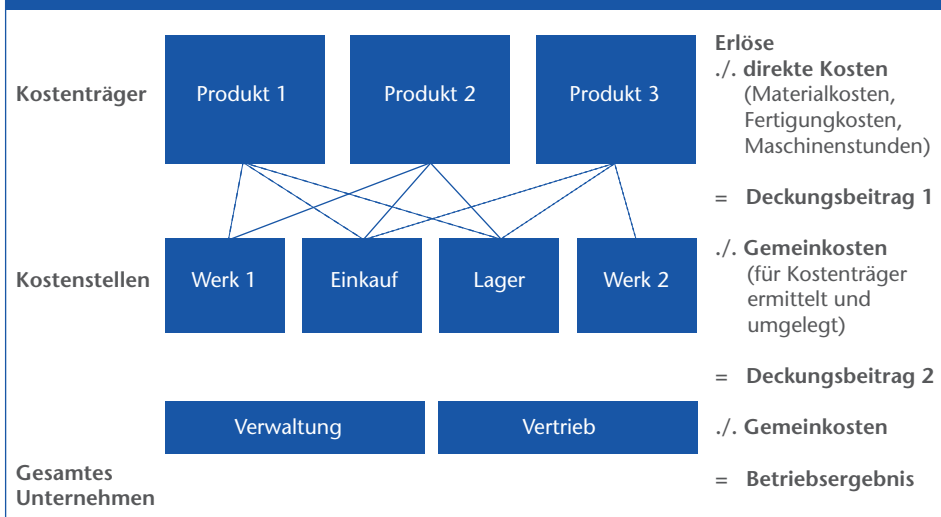 Kostenträger
Produkt 1
Produkt 2
Produkt 3
Erlöse
./. direkte Kosten
(Materialkosten,
Fertigungkosten,
Maschinenstunden)
= Deckungsbeitrag 1
Kostenstellen
Werk 1
Einkauf
Lager
Werk 2
./. Gemeinkosten
(für Kostenträger
ermittelt und
umgelegt)
= Deckungsbeitrag 2
Verwaltung
Vertrieb
./. Gemeinkosten
Gesamtes
Unternehmen
= Betriebsergebnis